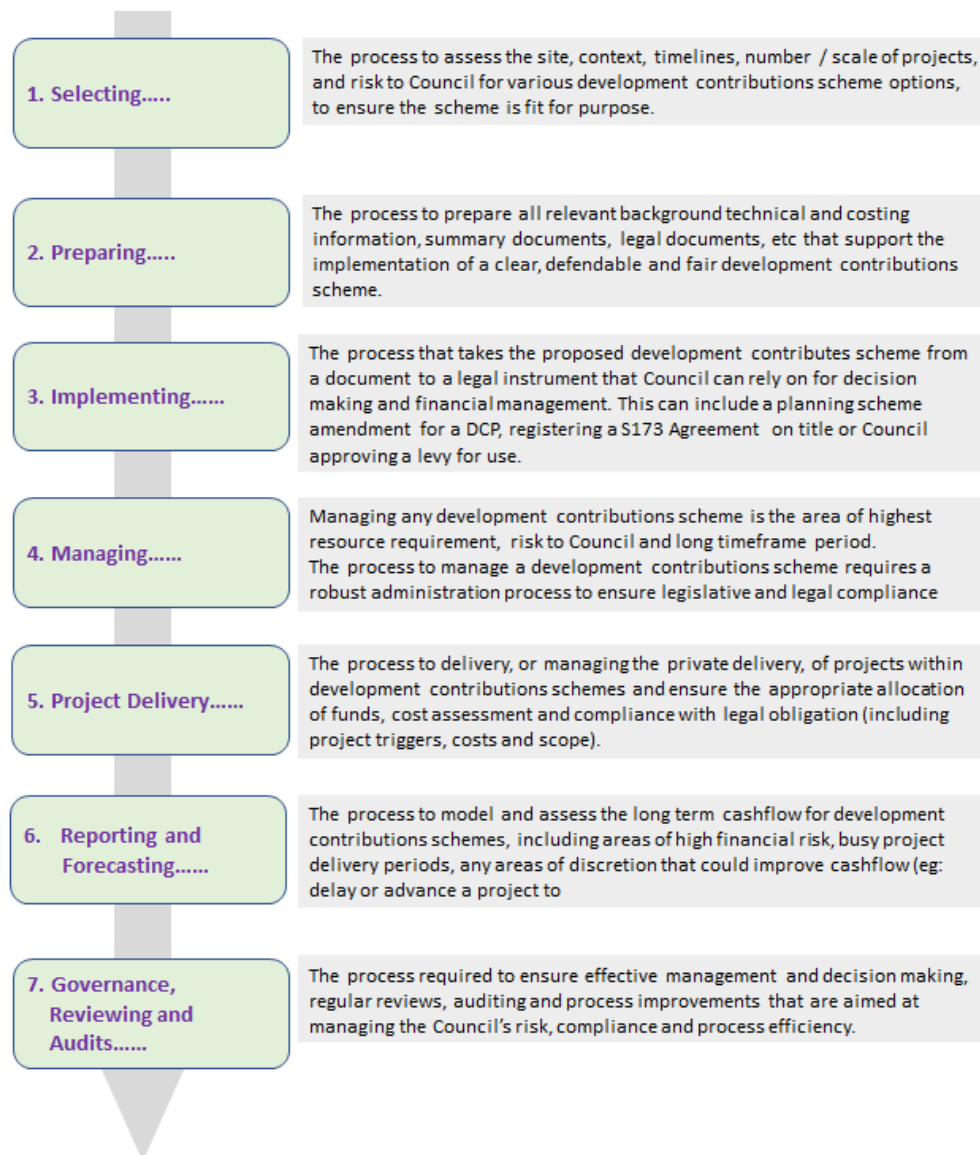 1. Selecting.....
The process to assess the site, context, timelines, number / scale of projects,
and risk to Council for various development contributions scheme options,
to ensure the scheme is fit for purpose.
2. Preparing.....
The process to prepare all relevant background technical and costing
information, summary documents, legal documents, etc that support the
implementation of a clear, defendable and fair development contributions
scheme.
3. Implementing......
The process that takes the proposed development contributes scheme from
a document to a legal instrument that Council can rely on for decision
making and financial management. This can include a planning scheme
amendment for a DCP, registering a S173 Agreement on title or Council
approving a levy for use.
4. Managing......
Managing any development contributions scheme is the area of highest
resource requirement, risk to Council and long timeframe period.
The process to manage a development contributions scheme requires a
robust administration process to ensure legislative and legal compliance
5. Project Delivery......
The process to delivery, or managing the private delivery, of projects within
development contributions schemes and ensure the appropriate allocation
of funds, cost assessment and compliance with legal obligation (including
project triggers, costs and scope).
6. Reporting and
Forecasting......
The process to model and assess the long term cashflow for development
contributions schemes, including areas of high financial risk, busy project
delivery periods, any areas of discretion that could improve cashflow (eg:
delay or advance a project to
7. Governance,
Reviewing and
Audits......
The process required to ensure effective management and decision making,
regular reviews, auditing and process improvements that are aimed at
managing the Council's risk, compliance and process efficiency.